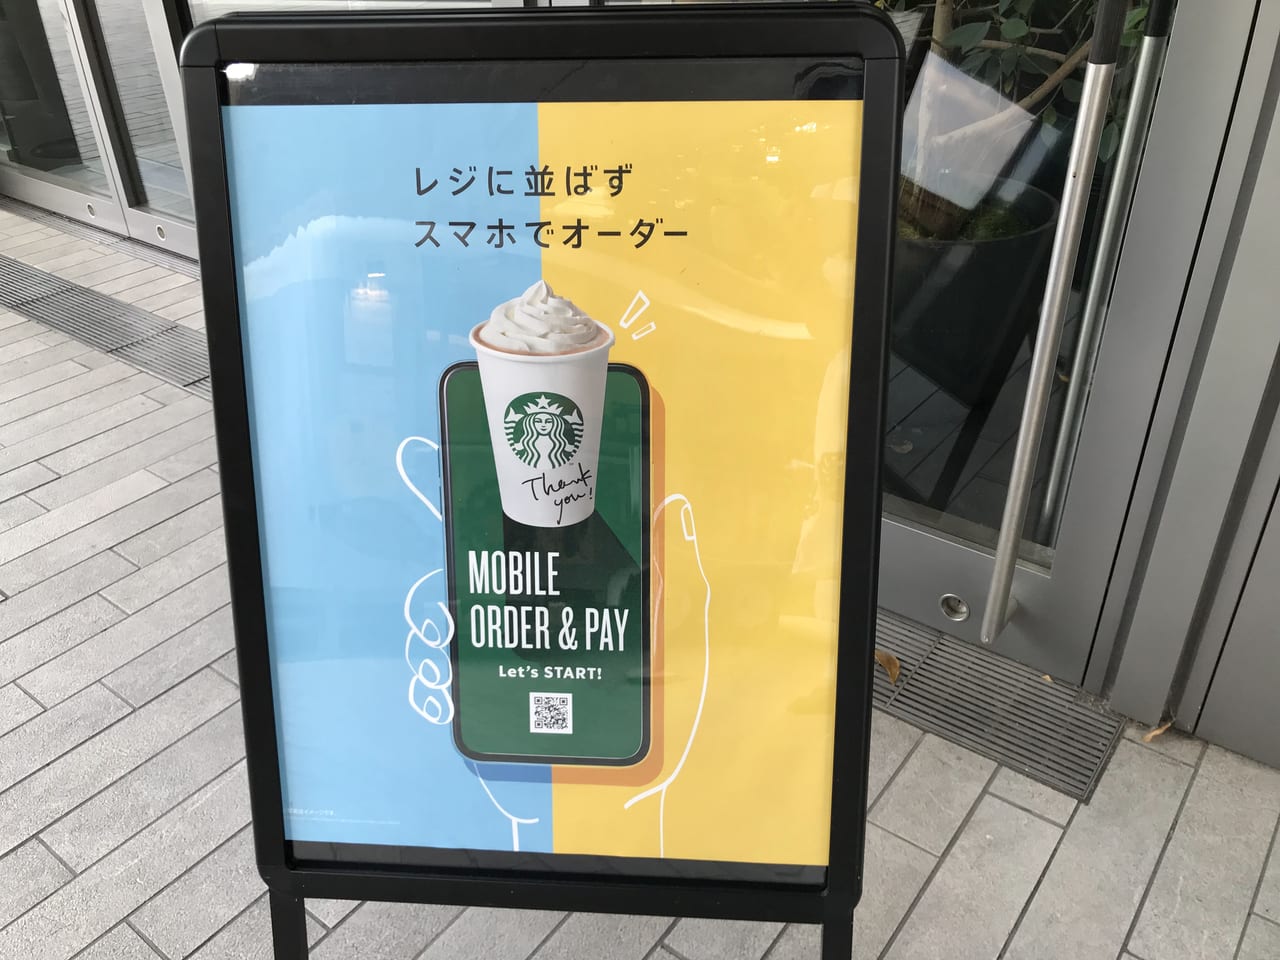 レジに並ばず
スマホでオーダー
Thank
you!
MOBILE
ORDER & PAY
Let's START!